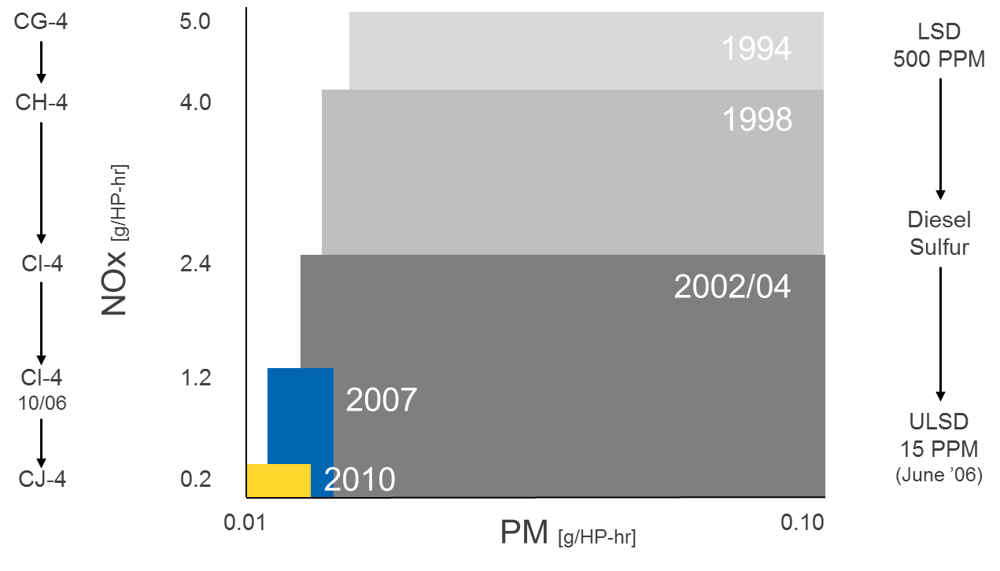 CG-4
CH-4
CI-4
CI-4
10/06
CJ-4
NOx [g/HP-hr]
5.0
4.0
2.4
1.2
0.2
1994
1998
2002/04
2007
2010
0.01
PM [g/HP-hr]
0.10
LSD
500 PPM
Diesel
Sulfur
ULSD
15 PPM
(June ’06)